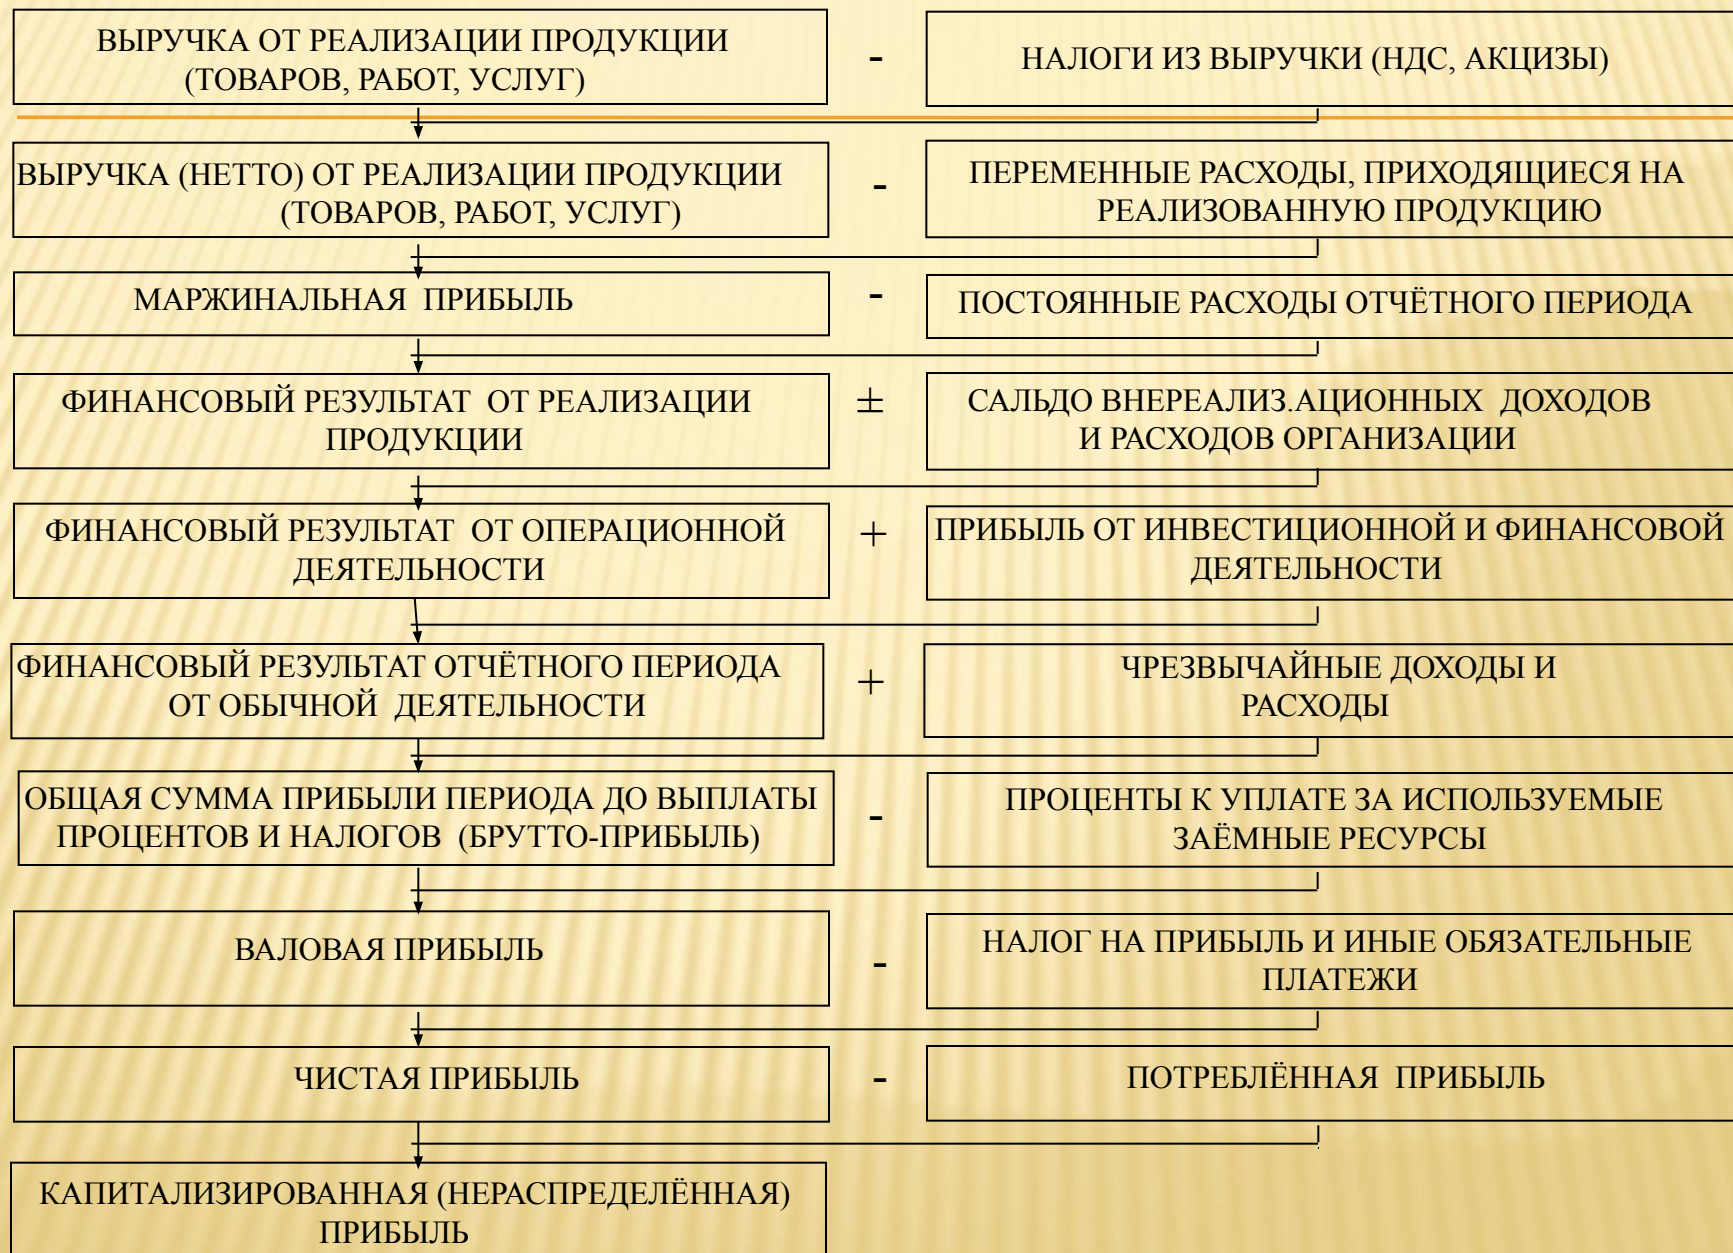 ВЫРУЧКА ОТ РЕАЛИЗАЦИИ ПРОДУКЦИИ
(ТОВАРОВ, РАБОТ, УСЛУГ)
-
НАЛОГИ ИЗ ВЫРУЧКИ (НДС, АКЦИЗЫ)
ВЫРУЧКА (НЕТТО) ОТ РЕАЛИЗАЦИИ ПРОДУКЦИИ
(ТОВАРОВ, РАБОТ, УСЛУГ)
-
ПЕРЕМЕННЫЕ РАСХОДЫ, ПРИХОДЯЩИЕСЯ НА
РЕАЛИЗОВАННУЮ ПРОДУКЦИЮ
МАРЖИНАЛЬНАЯ ПРИБЫЛЬ
-
ПОСТОЯННЫЕ РАСХОДЫ ОТЧЁТНОГО ПЕРИОДА
ФИНАНСОВЫЙ РЕЗУЛЬТАТ ОТ РЕАЛИЗАЦИИ
ПРОДУКЦИИ
±
САЛЬДО ВНЕРЕАЛИЗ.АЦИОННЫХ ДОХОДОВ
И РАСХОДОВ ОРГАНИЗАЦИИ
ФИНАНСОВЫЙ РЕЗУЛЬТАТ ОТ ОПЕРАЦИОННОЙ
ДЕЯТЕЛЬНОСТИ
+
ПРИБЫЛЬ ОТ ИНВЕСТИЦИОННОЙ И ФИНАНСОВОЙ
ДЕЯТЕЛЬНОСТИ
ФИНАНСОВЫЙ РЕЗУЛЬТАТ ОТЧЁТНОГО ПЕРИОДА
ОТ ОБЫЧНОЙ ДЕЯТЕЛЬНОСТИ
+
ЧРЕЗВЫЧАЙНЫЕ ДОХОДЫ И
РАСХОДЫ
ОБЩАЯ СУММА ПРИБЫЛИ ПЕРИОДА ДО ВЫПЛАТЫ
ПРОЦЕНТОВ И НАЛОГОВ (БРУТТО-ПРИБЫЛЬ)
-
ПРОЦЕНТЫ К УПЛАТЕ ЗА ИСПОЛЬЗУЕМЫЕ
ЗАЁМНЫЕ РЕСУРСЫ
ВАЛОВАЯ ПРИБЫЛЬ
-
НАЛОГ НА ПРИБЫЛЬ И ИНЫЕ ОБЯЗАТЕЛЬНЫЕ
ПЛАТЕЖИ
ЧИСТАЯ ПРИБЫЛЬ
-
ПОТРЕБЛЁННАЯ ПРИБЫЛЬ
КАПИТАЛИЗИРОВАННАЯ (НЕРАСПРЕДЕЛЁННАЯ)
ПРИБЫЛЬ